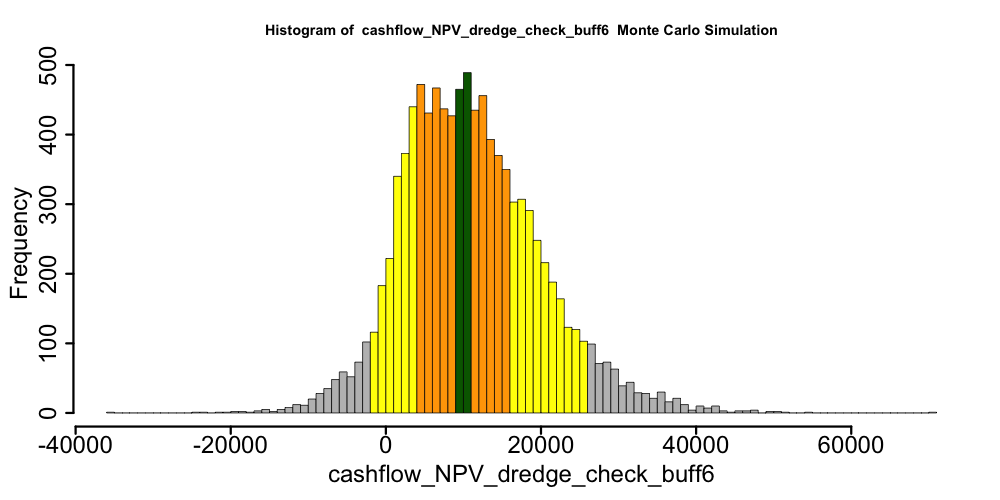 Histogram of cashflow_NPV_dredge_check_buff6 Monte Carlo Simulation
500
400
300
200
100
0
Frequency
-40000 -20000 0 20000 40000 60000
cashflow_NPV_dredge_check_buff6